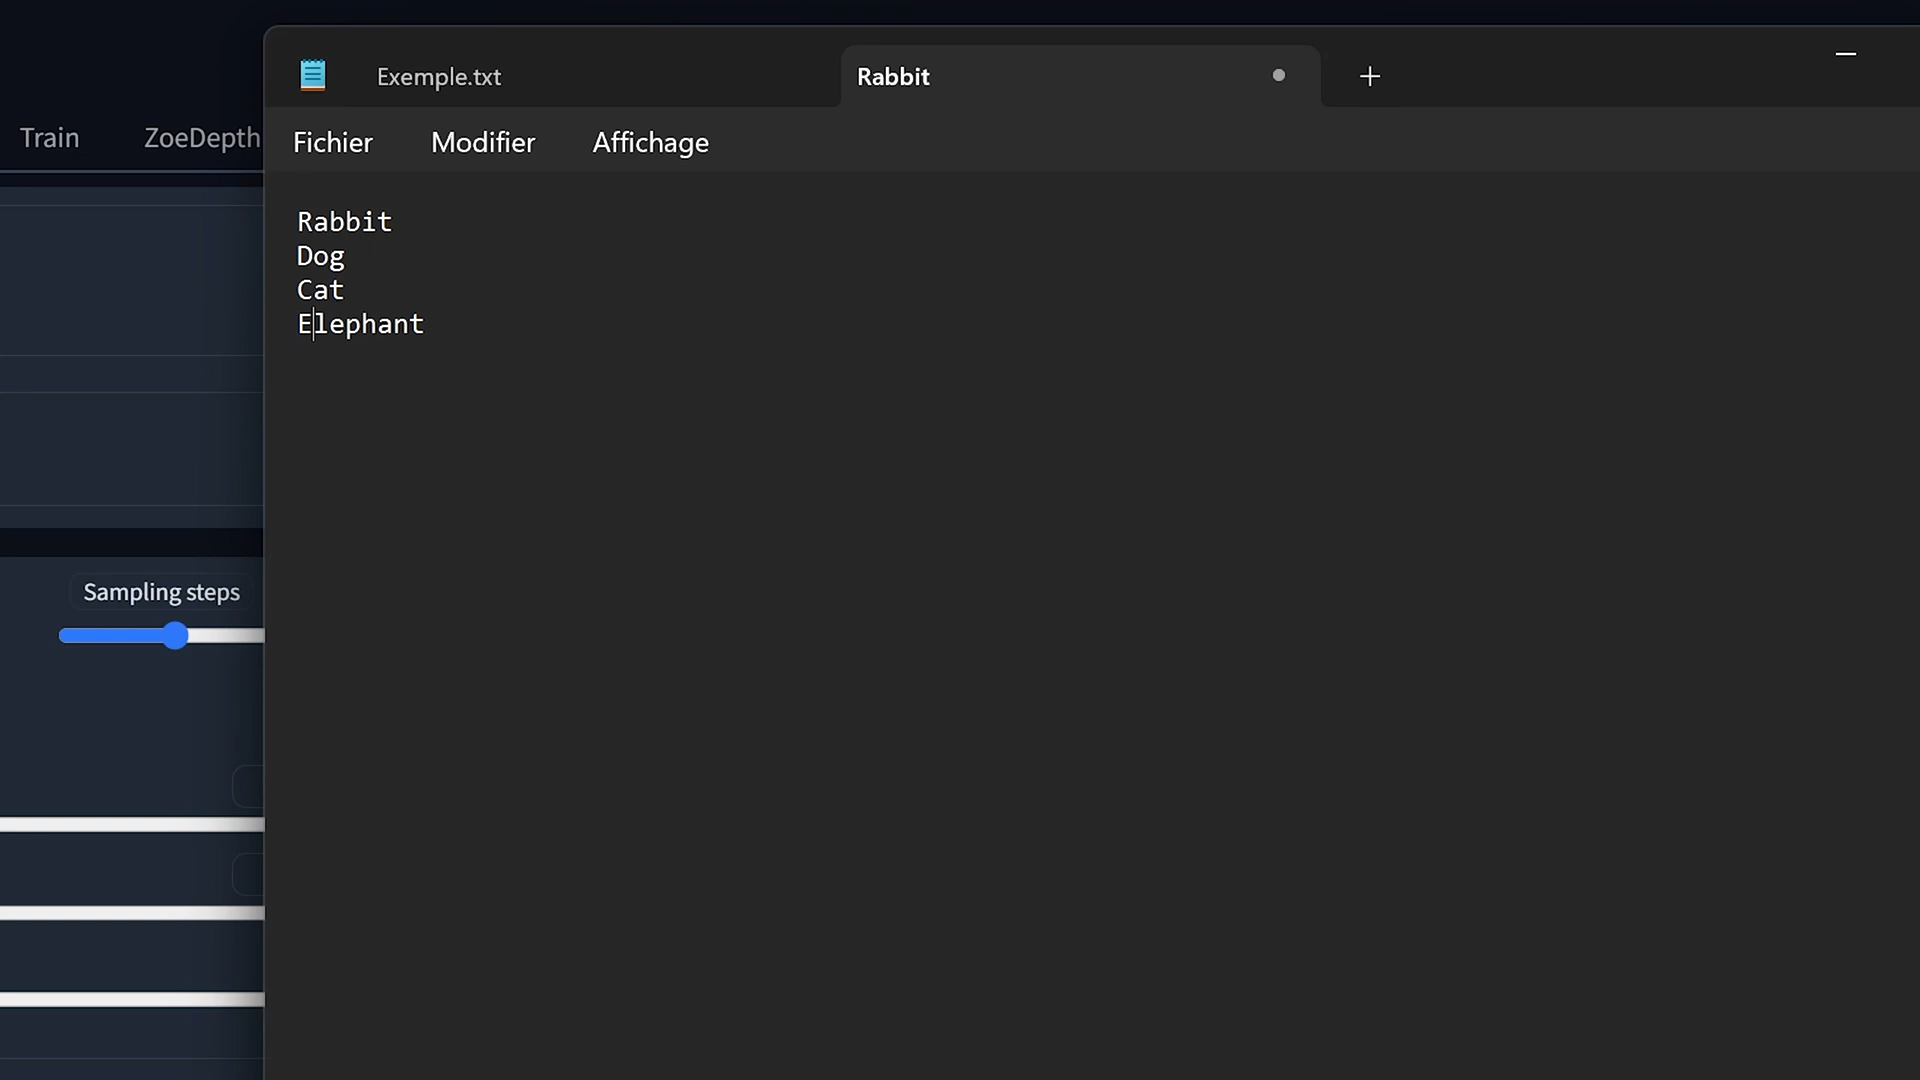 Exemple.txt
Rabbit
Train
ZoeDepth
Fichier
Modifier
Affichage
Rabbit
Dog
Cat
Elephant
Sampling steps